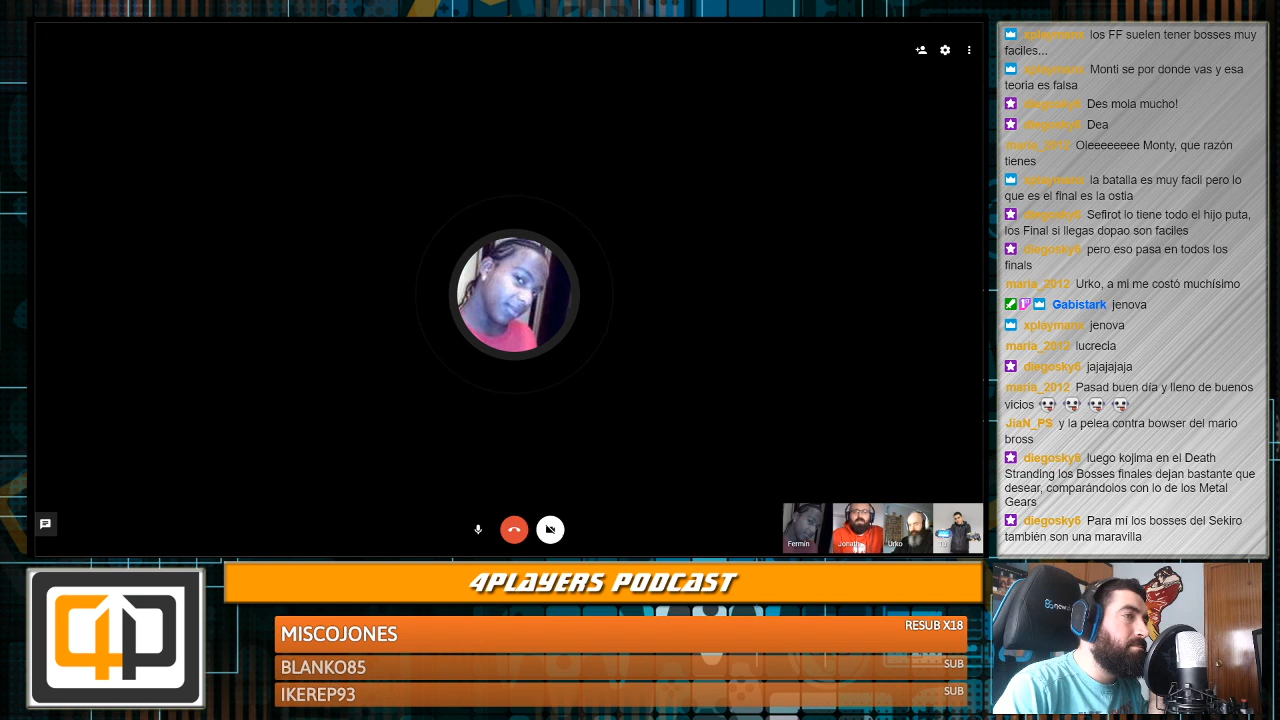 xplaymanx los FF suelen tener bosses muy
faciles...
xplaymanx Monti se por donde vas y esa
teoria es falsa
diegosky6 Des mola mucho!
diegosky6 Dea
maria_2012 Oleeeeeeee Monty, que razón
tienes
xplaymanx la batalla es muy facil pero lo
que es el final es la ostia
diegosky6 Sefirot lo tiene todo el hijo puta,
los Final si llegas dopao son faciles
diegosky6 pero eso pasa en todos los
finals
maria_2012 Urko, a mi me costó muchísimo
Gabistark jenova
xplaymanx jenova
maria_2012 lucrecia
diegosky6 jajajajaja
maria_2012 Pasad buen día y lleno de buenos
vicios
JiaN_PS y la pelea contra bowser del mario
bross
diegosky6 luego kojima en el Death
Stranding los Bosses finales dejan bastante que
desear, comparándolos con lo de los Metal
Gears
diegosky6 Para mí los bosses del Sekiro
también son una maravilla
Fermin
Jonath
Urko
Tú
4PLAYERS PODCAST
4P
MISCOJONES
RESUB X18
BLANKO85
SUB
IKEREP93
SUB